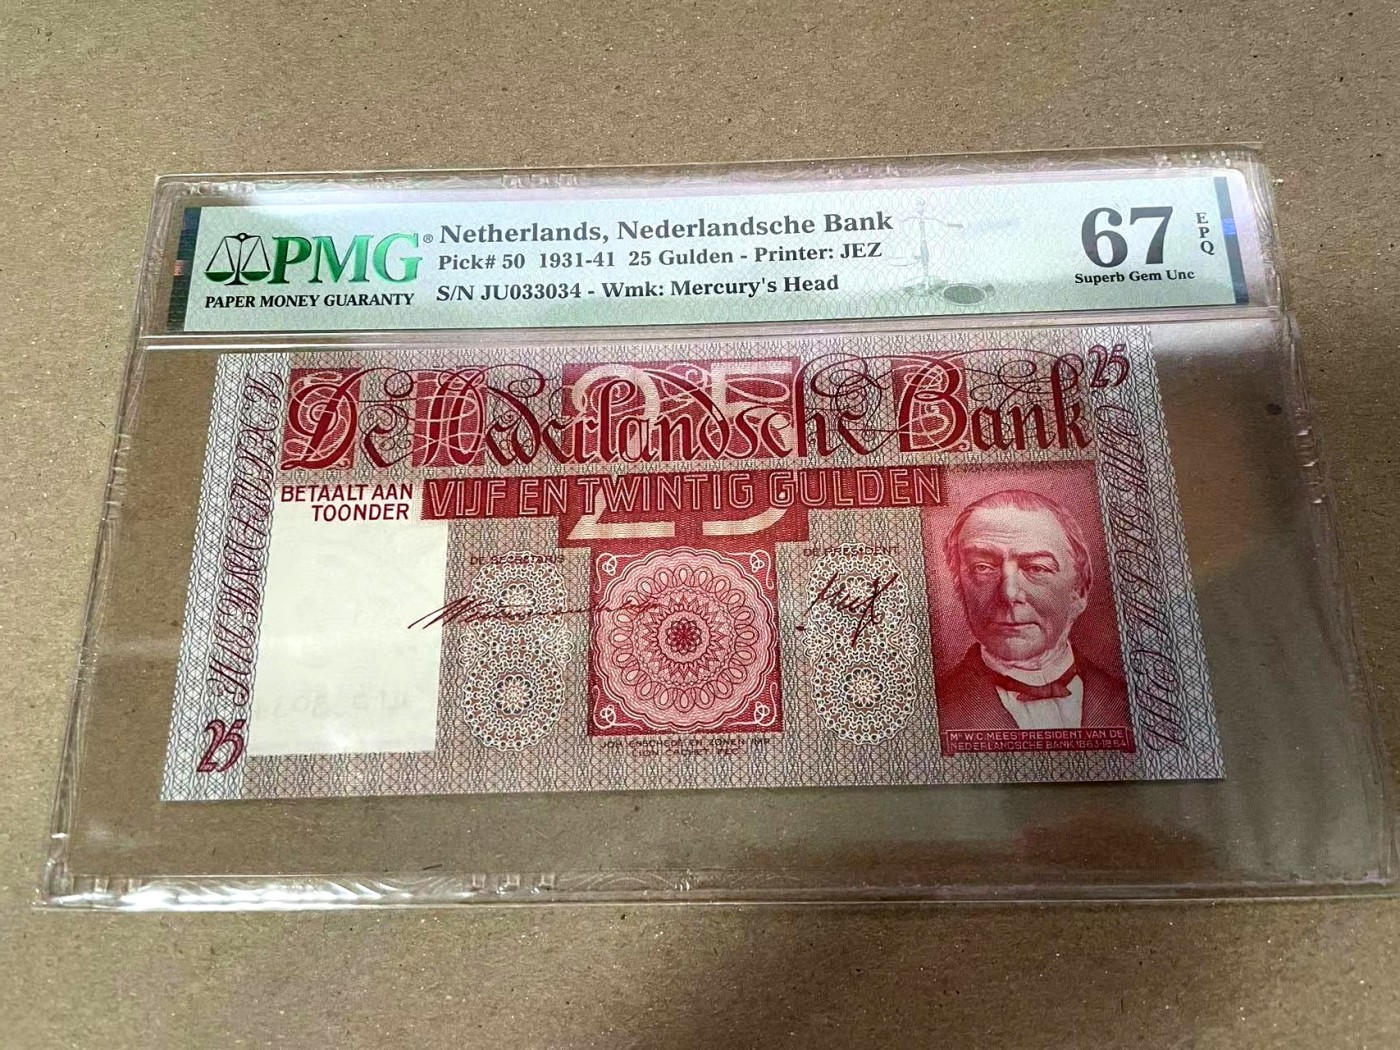 PMG®
PAPER MONEY GUARANTY
Netherlands, Nederlandsche Bank
Pick# 50 1931-41 25 Gulden - Printer: JEZ
S/N JU033034 - Wmk: Mercury's Head
67
EPQ
Superb Gem Unc
25
De Nederlandsche Bank
25
BETAALT AAN
TOONDER
VIJF EN TWINTIG GULDEN
DE SECRETARIS
DE PRESIDENT
Mr W.C. MEES PRESIDENT VAN DE
NEDERLANDSCHE BANK 1863-1884
25